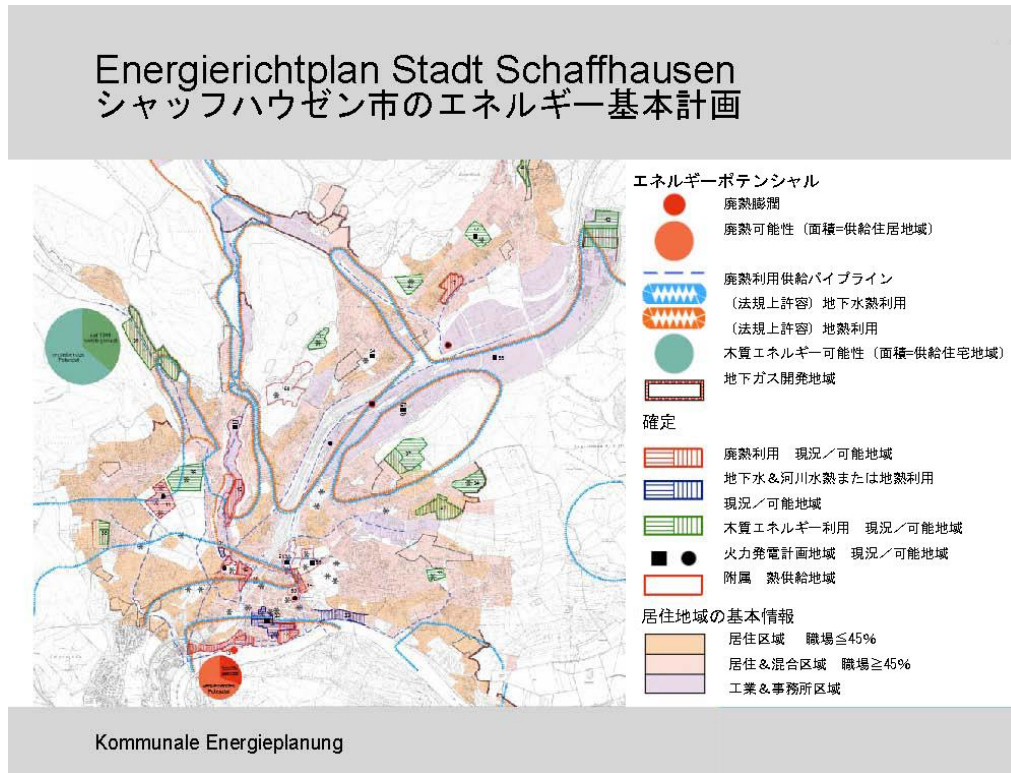 Energierichtplan Stadt Schaffhausen
シャッフハウゼン市のエネルギー基本計画
エネルギーポテンシャル
廃熱膨潤
廃熱可能性〔面積=供給住居地域〕
廃熱利用供給パイプライン
〔法規上許容〕地下水熱利用
〔法規上許容〕地熱利用
木質エネルギー可能性〔面積=供給住宅地域〕
地下ガス開発地域
確定
廃熱利用 現況／可能地域
地下水&河川水熱または地熱利用
現況／可能地域
木質エネルギー利用 現況／可能地域
火力発電計画地域 現況／可能地域
附属 熱供給地域
居住地域の基本情報
居住区域 職場≦45%
居住&混合区域 職場≧45%
工業&事務所区域
Kommunale Energieplanung